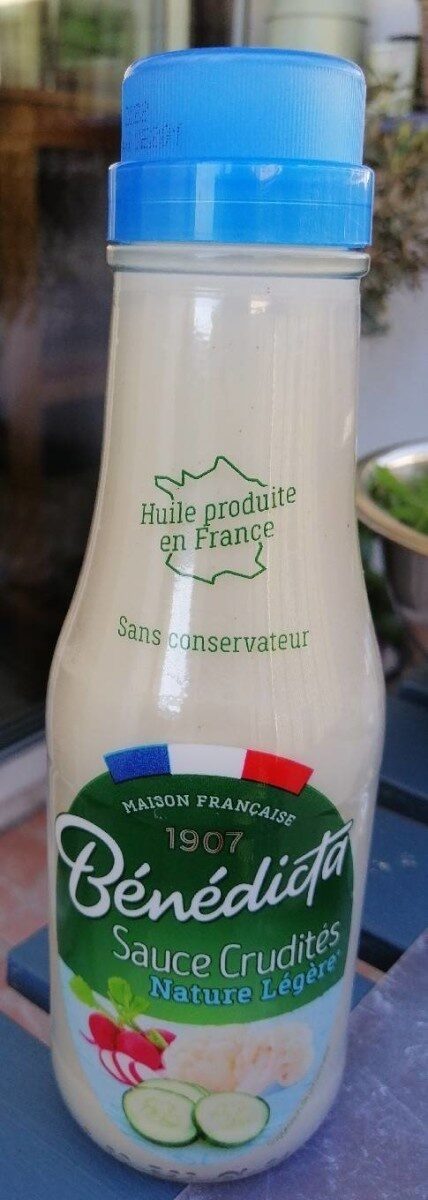 Huile produite
en France
Sans conservateur
MAISON FRANÇAISE
1907
Bénédicta
Sauce Crudités
Nature Légère*